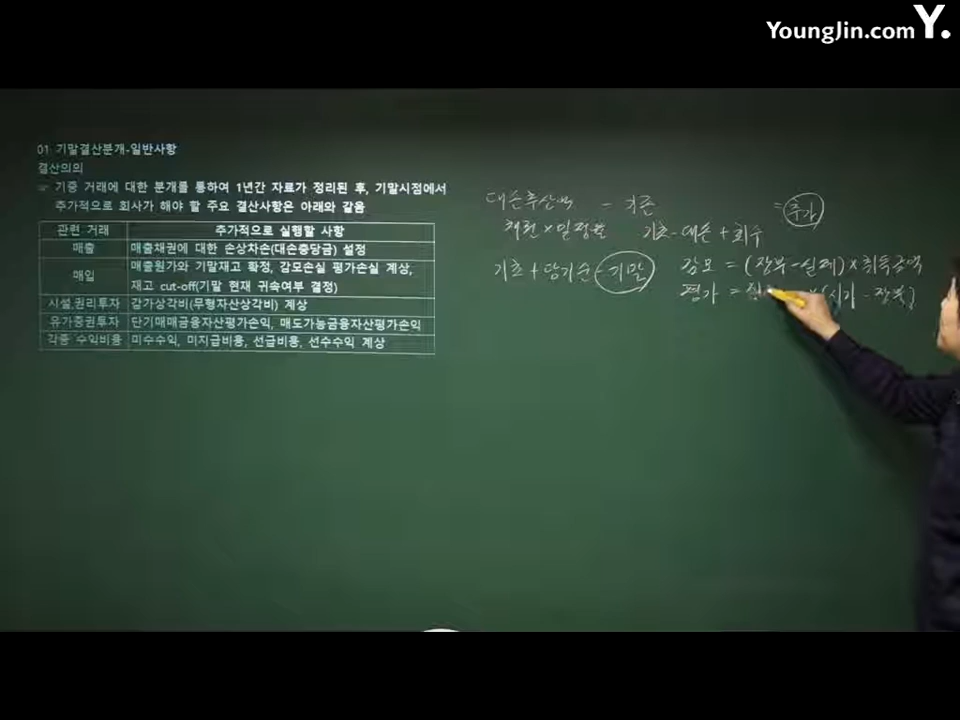 YoungJin.com Y.
01 기말결산분개-일반사항
결산의의
☞ 기중 거래에 대한 분개를 통하여 1년간 자료가 정리된 후, 기말시점에서
추가적으로 회사가 해야 할 주요 결산사항은 아래와 같음
관련 거래 추가적으로 실행할 사항
매출 매출채권에 대한 손상차손(대손충당금) 설정
매입 매출원가와 기말재고 확정, 감모손실 평가손실 계상,
재고 cut-off(기말 현재 귀속여부 결정)
시설,권리투자 감가상각비(무형자산상각비) 계상
유가증권투자 단기매매금융자산평가손익, 매도가능금융자산평가손익
각종 수익비용 미수수익, 미지급비용, 선급비용, 선수수익 계상
대손추산액 - 기존 = 추가
채권 × 일정율 기초 - 대손 + 회수
기초 + 당기순 - 기말 감모 = (장부 - 실제) × 취득금액
평가 = × (시가 - 장부)